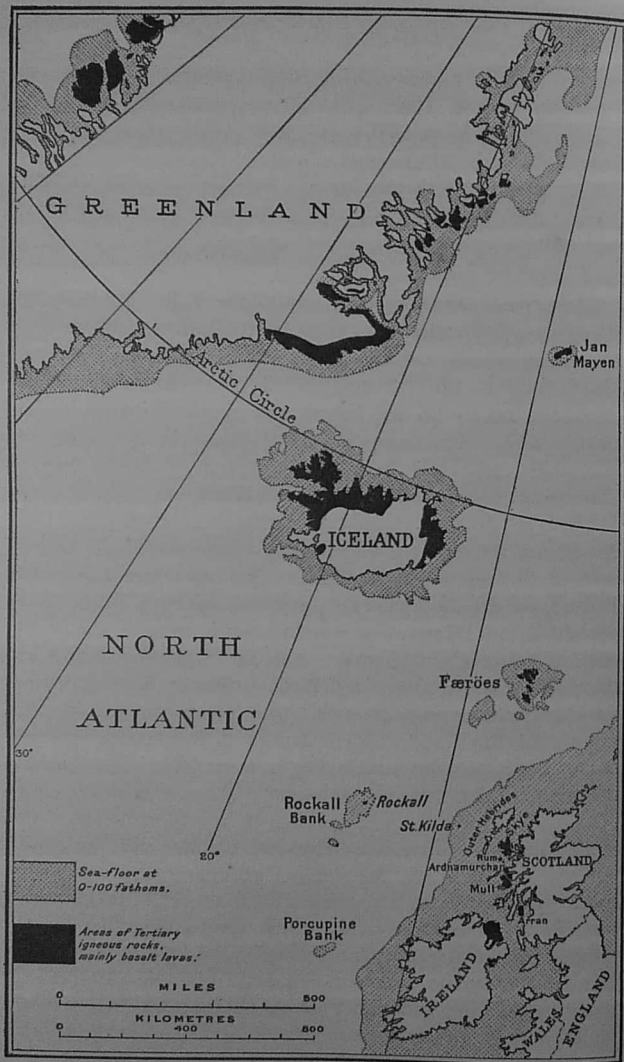 GREENLAND
Jan
Mayen
Arctic Circle
ICELAND
NORTH
ATLANTIC
Færöes
30°
20°
Rockall
Bank
Rockall
St. Kilda
Outer Hebrides
Skye
Rum
SCOTLAND
Ardnamurchan
Mull
Arran
Porcupine
Bank
IRELAND
WALES
ENGLAND
Sea-floor at
0-100 fathoms.
Areas of Tertiary
igneous rocks,
mainly basalt lavas.
MILES
0 500
KILOMETRES
0 400 800